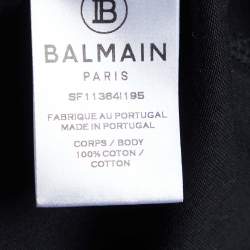 B
BALMAIN
PARIS
SF11364I195
FABRIQUE AU PORTUGAL
MADE IN PORTUGAL
CORPS / BODY
100% COTON /
COTTON